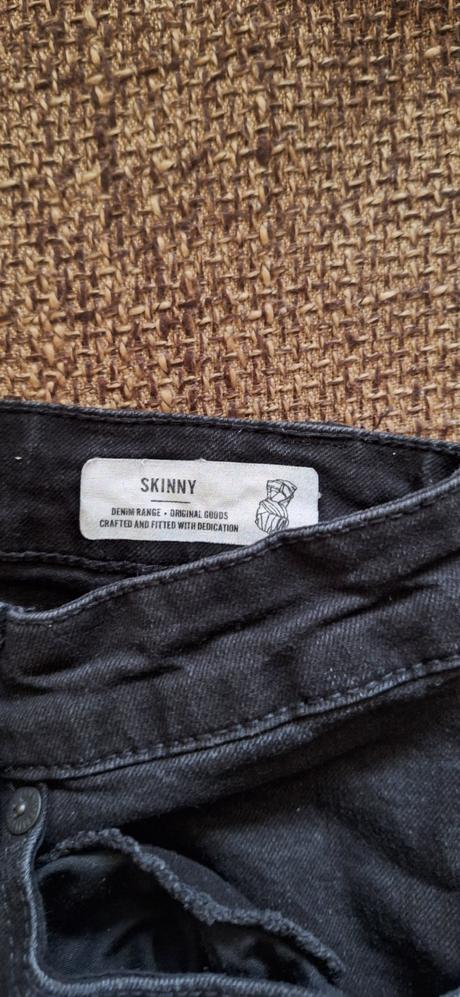 SKINNY
DENIM RANGE • ORIGINAL GOODS
CRAFTED AND FITTED WITH DEDICATION